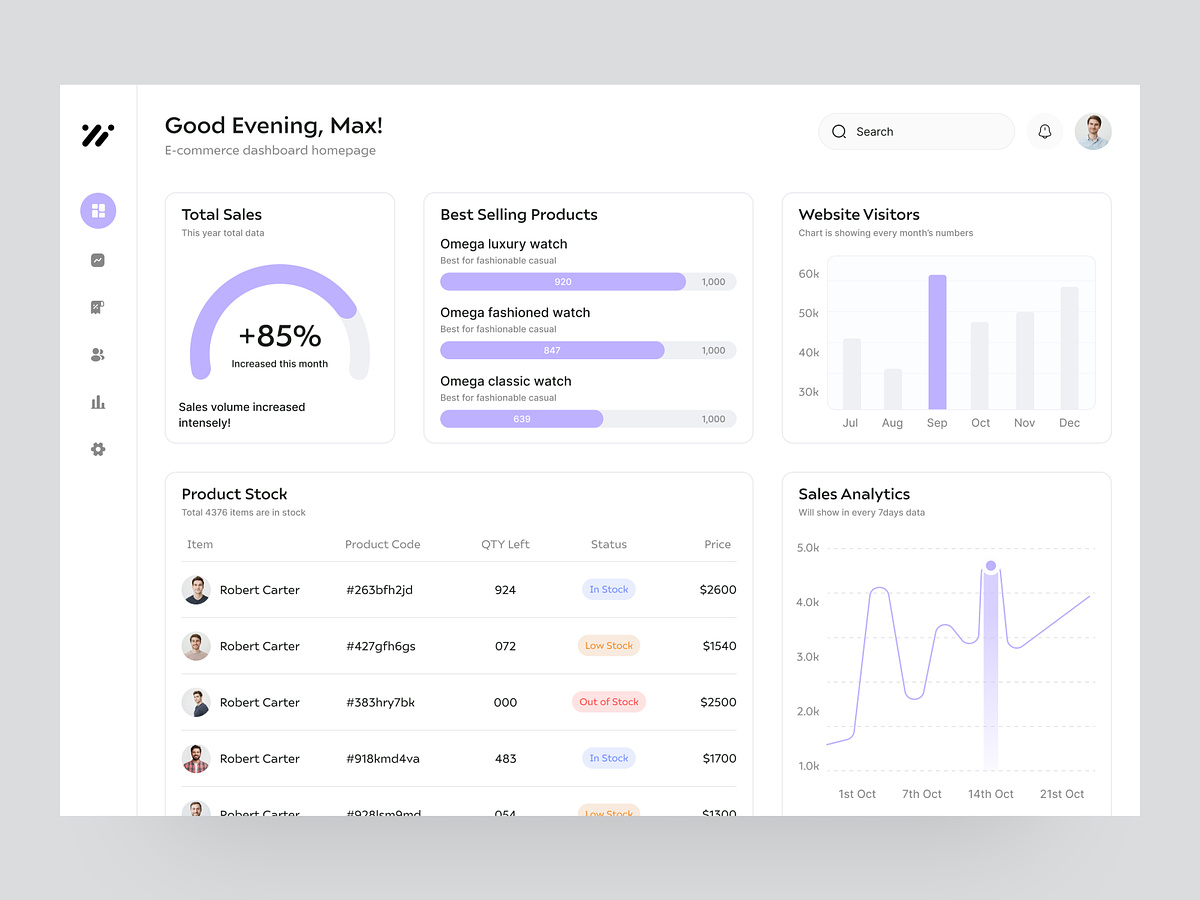 Good Evening, Max!
E-commerce dashboard homepage
Search
Total Sales
This year total data
+85%
Increased this month
Sales volume increased
intensely!
Best Selling Products
Omega luxury watch
Best for fashionable casual
920 1,000
Omega fashioned watch
Best for fashionable casual
847 1,000
Omega classic watch
Best for fashionable casual
639 1,000
Website Visitors
Chart is showing every month's numbers
60k
50k
40k
30k
Jul Aug Sep Oct Nov Dec
Product Stock
Total 4376 items are in stock
Item Product Code QTY Left Status Price
Robert Carter #263bfh2jd 924 In Stock $2600
Robert Carter #427gfh6gs 072 Low Stock $1540
Robert Carter #383hry7bk 000 Out of Stock $2500
Robert Carter #918kmd4va 483 In Stock $1700
Robert Carter #928lsm9md 054 Low Stock $1300
Sales Analytics
Will show in every 7days data
5.0k
4.0k
3.0k
2.0k
1.0k
1st Oct 7th Oct 14th Oct 21st Oct